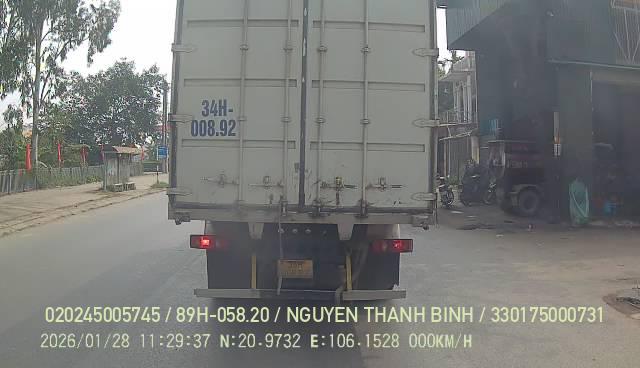 34H-
008.92
020245005745 / 89H-058.20 / NGUYEN THANH BINH / 330175000731
2026/01/28 11:29:37 N:20.9732 E:106.1528 000KM/H